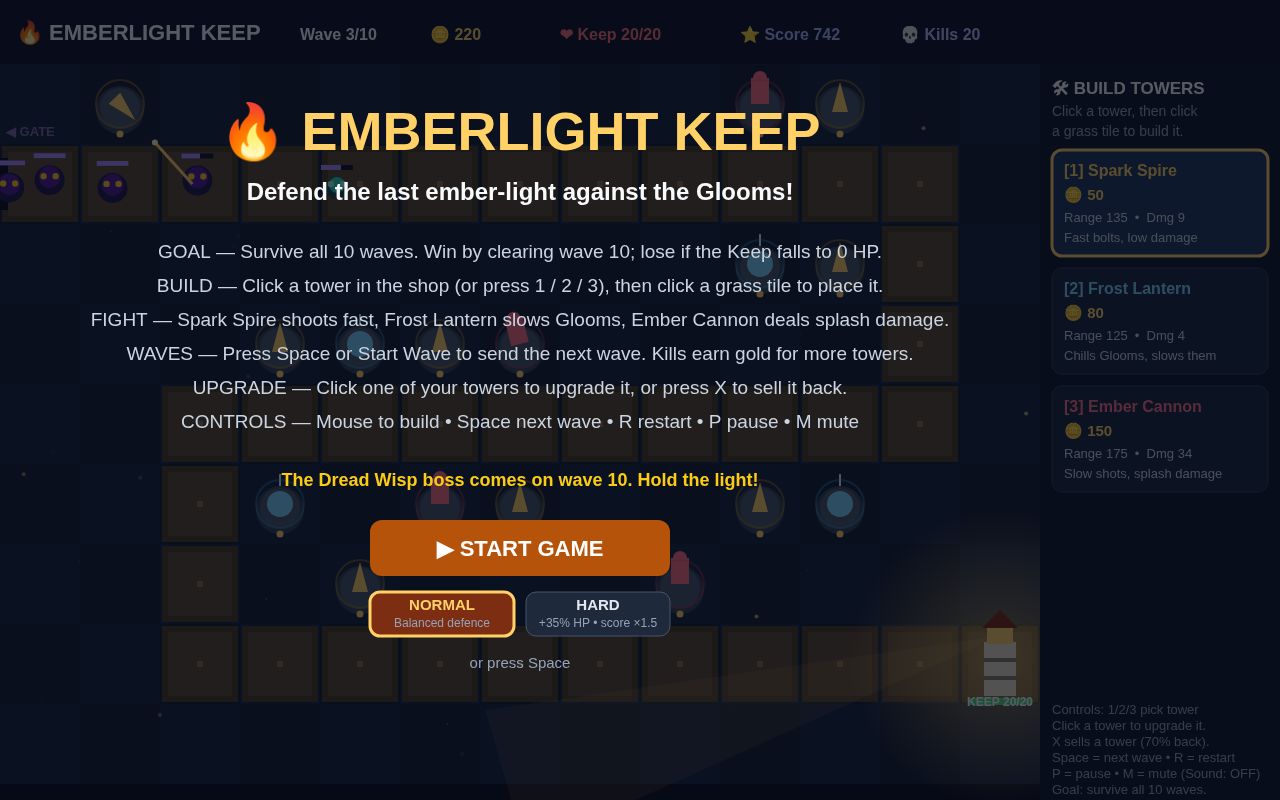 🔥 EMBERLIGHT KEEP
Wave 3/10
🪙 220
❤ Keep 20/20
⭐ Score 742
💀 Kills 20
◀ GATE
🔥 EMBERLIGHT KEEP
Defend the last ember-light against the Glooms!
GOAL — Survive all 10 waves. Win by clearing wave 10; lose if the Keep falls to 0 HP.
BUILD — Click a tower in the shop (or press 1 / 2 / 3), then click a grass tile to place it.
FIGHT — Spark Spire shoots fast, Frost Lantern slows Glooms, Ember Cannon deals splash damage.
WAVES — Press Space or Start Wave to send the next wave. Kills earn gold for more towers.
UPGRADE — Click one of your towers to upgrade it, or press X to sell it back.
CONTROLS — Mouse to build • Space next wave • R restart • P pause • M mute
The Dread Wisp boss comes on wave 10. Hold the light!
▶ START GAME
NORMAL
Balanced defence
HARD
+35% HP • score ×1.5
or press Space
KEEP 20/20
🛠 BUILD TOWERS
Click a tower, then click
a grass tile to build it.
[1] Spark Spire
🪙 50
Range 135 • Dmg 9
Fast bolts, low damage
[2] Frost Lantern
🪙 80
Range 125 • Dmg 4
Chills Glooms, slows them
[3] Ember Cannon
🪙 150
Range 175 • Dmg 34
Slow shots, splash damage
Controls: 1/2/3 pick tower
Click a tower to upgrade it.
X sells a tower (70% back).
Space = next wave • R = restart
P = pause • M = mute (Sound: OFF)
Goal: survive all 10 waves.